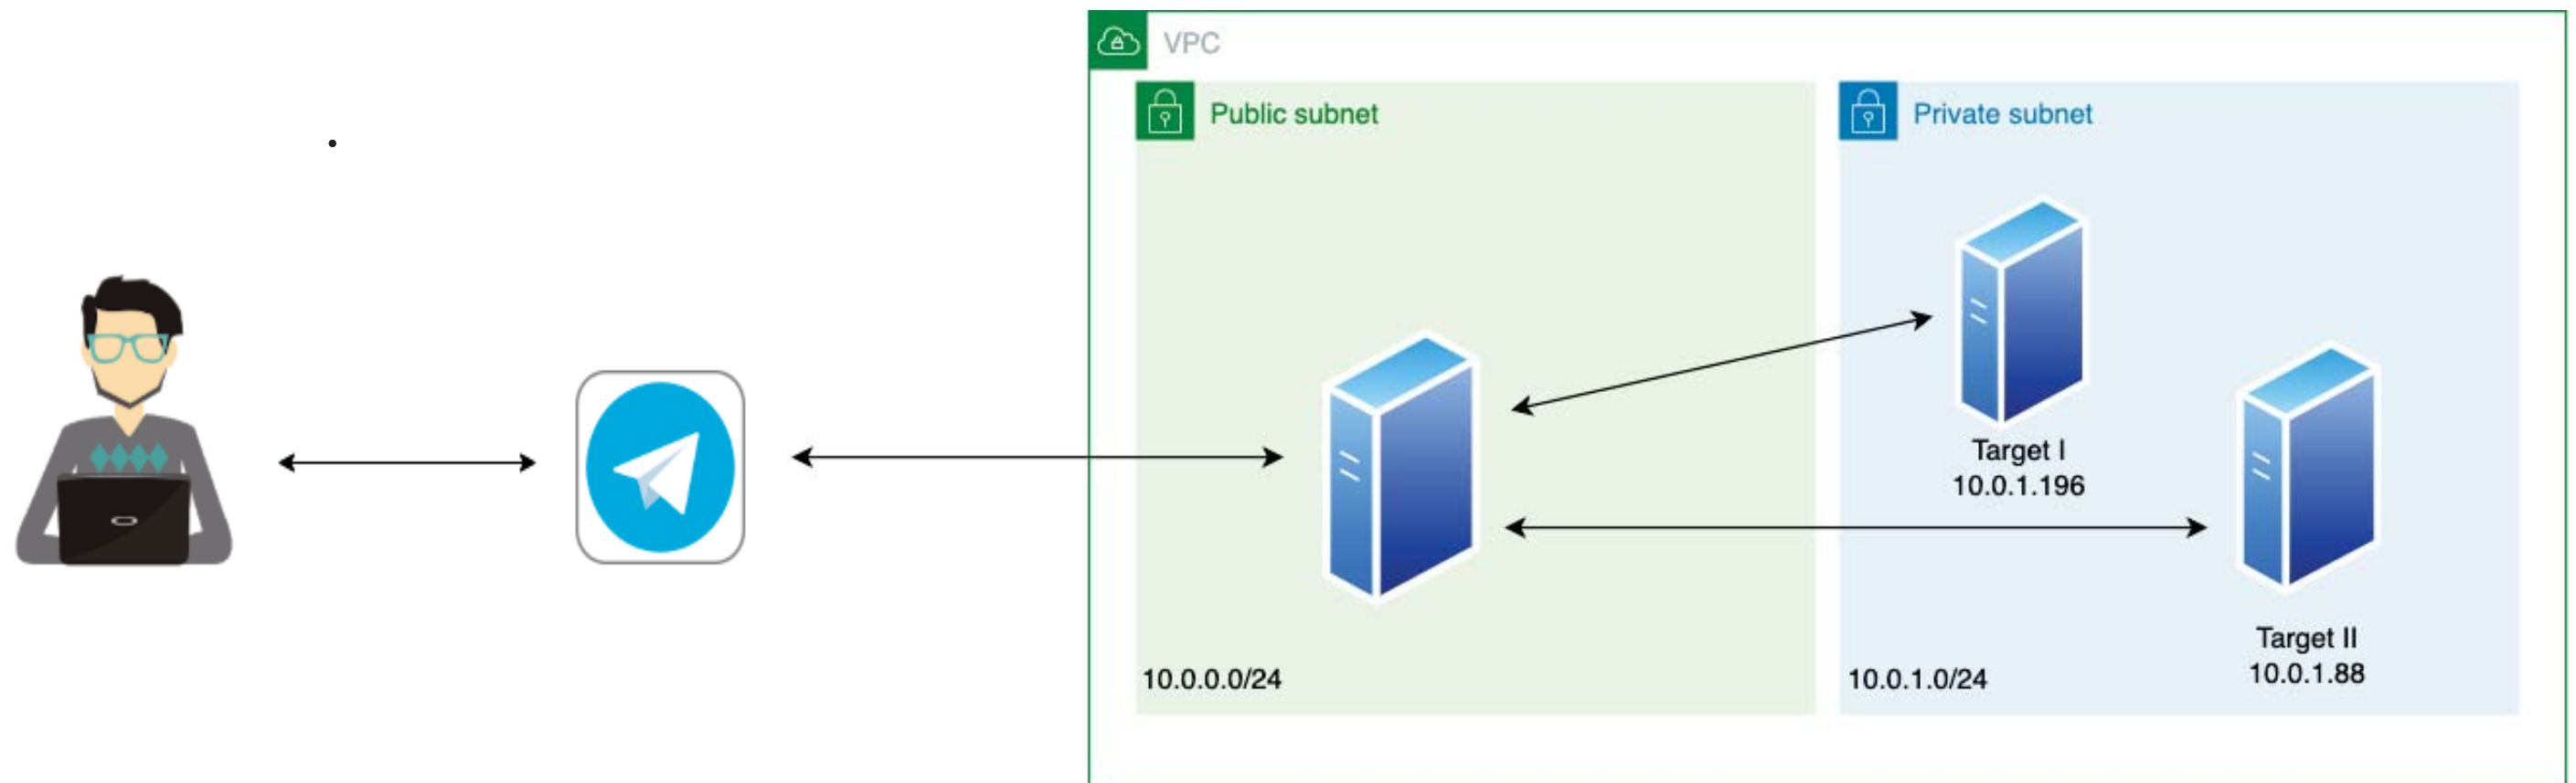 VPC
Public subnet
Private subnet
Target I
10.0.1.196
Target II
10.0.1.88
10.0.0.0/24
10.0.1.0/24